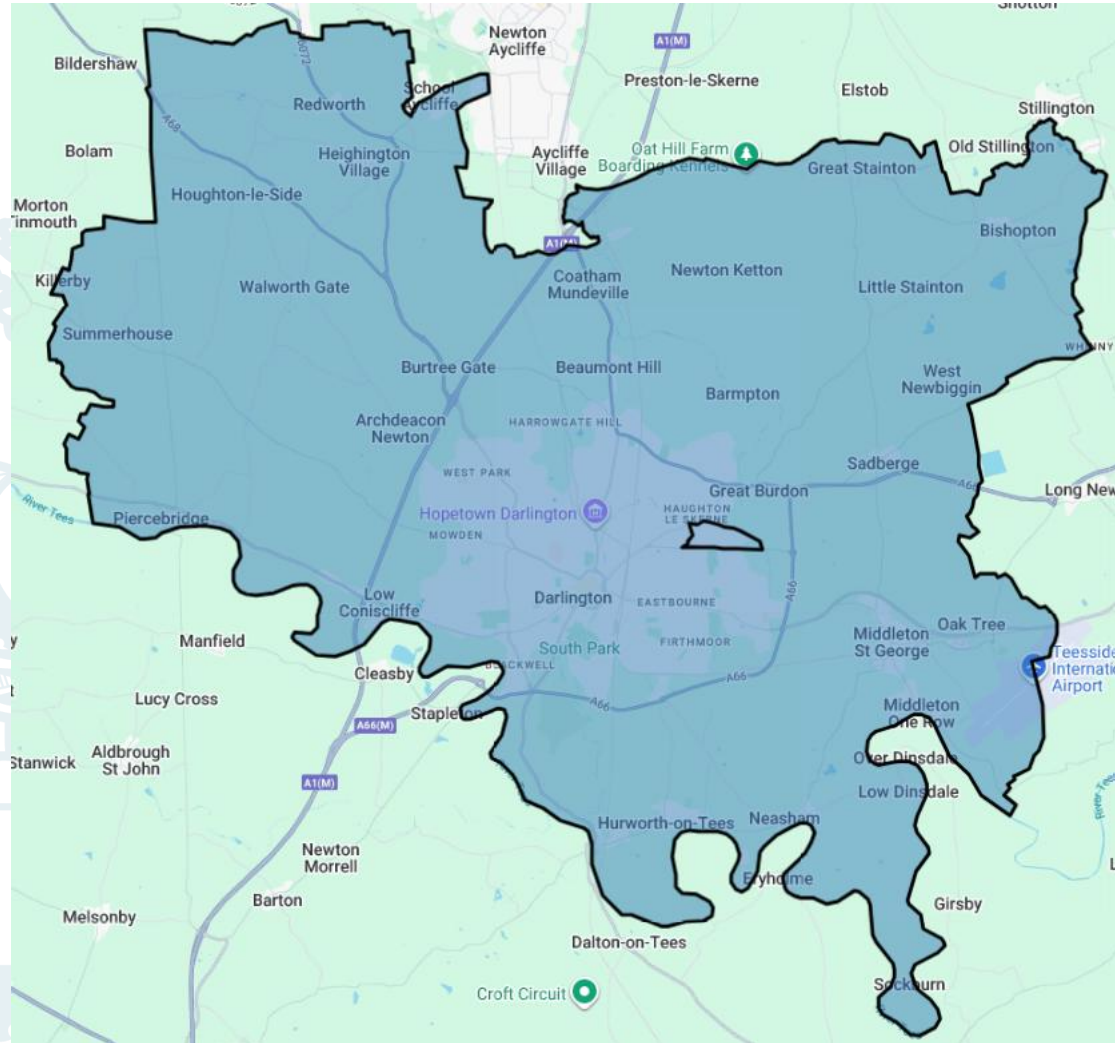 Newton
Aycliffe
A1(M)
Bildershaw
Preston-le-Skerne
Elstob
Redworth
School
Aycliffe
Stillington
A68
Bolam
Heighington
Village
Aycliffe
Village
Oat Hill Farm
Boarding Kennels
Great Stainton
Old Stillington
Houghton-le-Side
Morton
Tinmouth
A1(M)
Bishopton
Killerby
Walworth Gate
Coatham
Mundeville
Newton Ketton
Little Stainton
Summerhouse
Burtree Gate
Beaumont Hill
Barmpton
West
Newbiggin
Archdeacon
Newton
HARROWGATE HILL
WEST PARK
Sadberge
A66
Long New
River Tees
Piercebridge
Hopetown Darlington
MOWDEN
Great Burdon
HAUGHTON
LE SKERNE
Low
Coniscliffe
Darlington
EASTBOURNE
A66
Manfield
South Park
FIRTHMOOR
Middleton
St George
Oak Tree
Cleasby
BLACKWELL
A66
Teesside
Internatio
Airport
Lucy Cross
Stapleton
A66(M)
A66
Middleton
One Row
Stanwick
Aldbrough
St John
Over Dinsdale
A1(M)
Low Dinsdale
River Tees
Hurworth-on-Tees
Neasham
Newton
Morrell
Barton
Eryholme
Girsby
Melsonby
Dalton-on-Tees
Croft Circuit
Sockburn